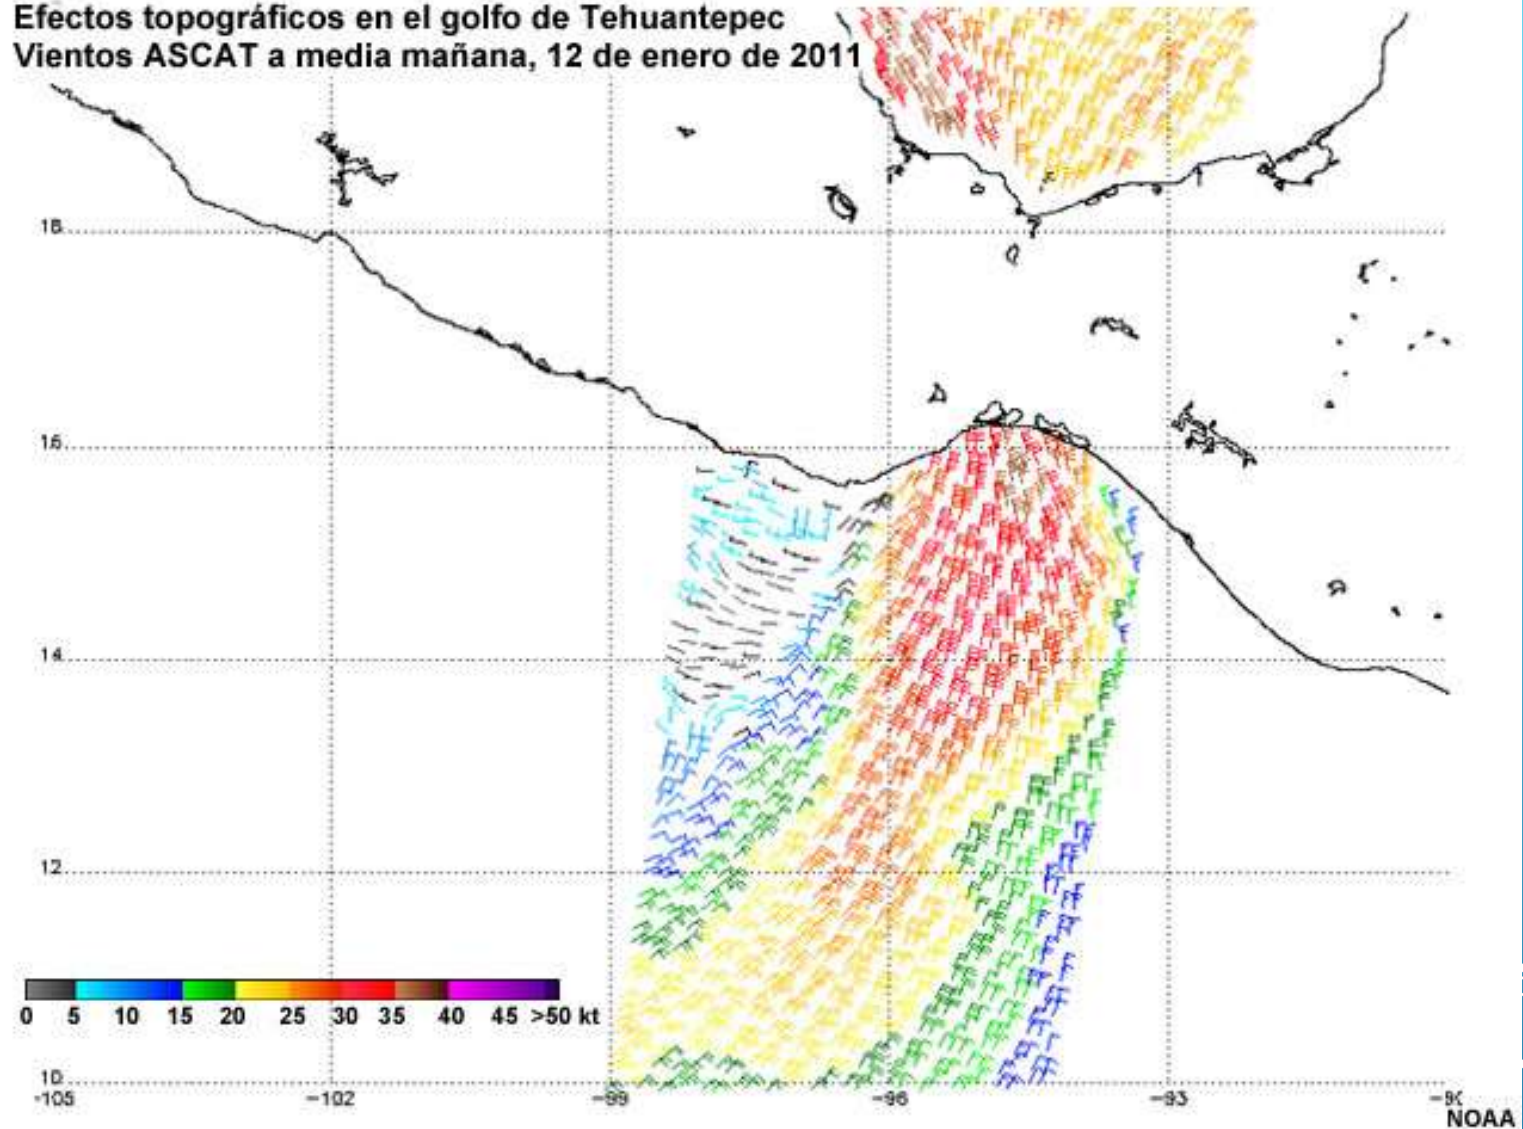 Efectos topográficos en el golfo de Tehuantepec
Vientos ASCAT a media mañana, 12 de enero de 2011
18
16
14
12
0 5 10 15 20 25 30 35 40 45 >50 kt
10
-105 -102 -99 -96 -93
NOAA